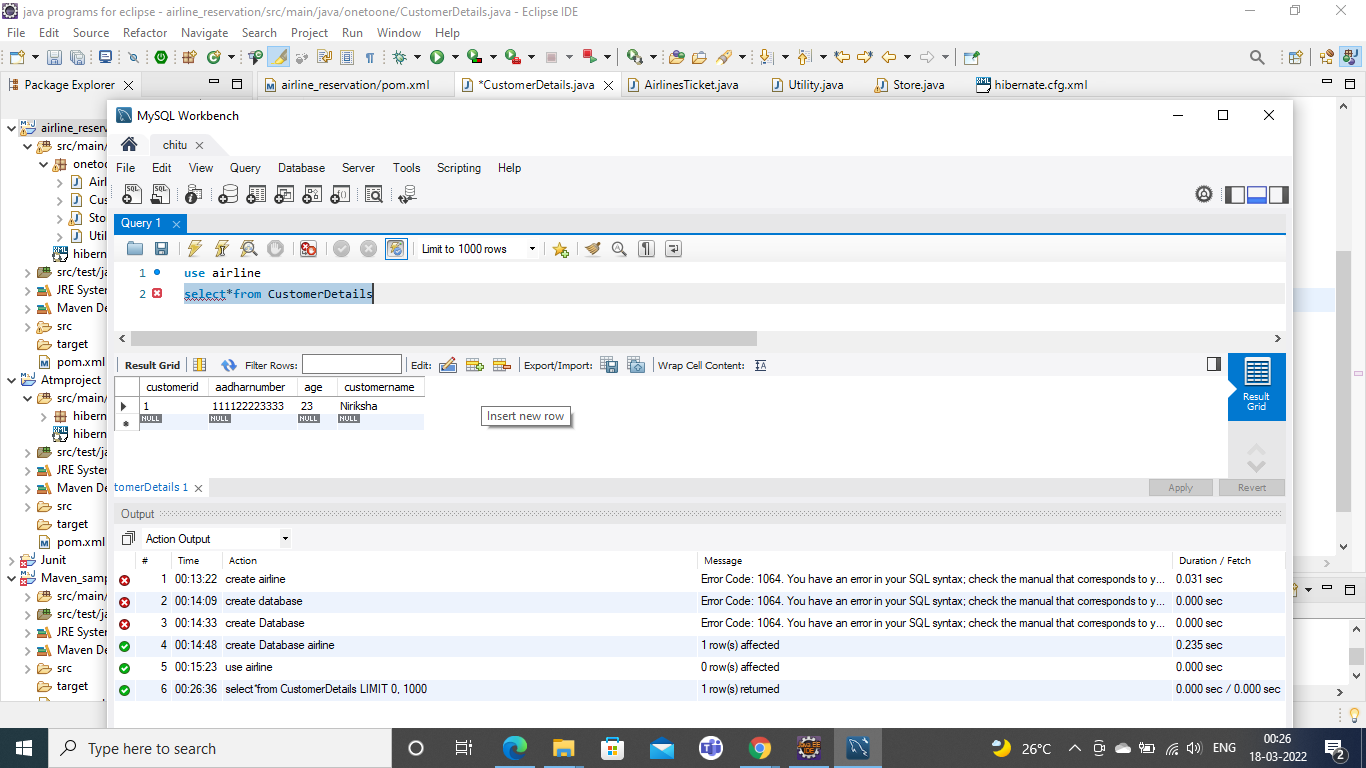 java programs for eclipse - airline_reservation/src/main/java/onetoone/CustomerDetails.java - Eclipse IDE
File Edit Source Refactor Navigate Search Project Run Window Help
Package Explorer
airline_reservation/pom.xml
*CustomerDetails.java
AirlinesTicket.java
Utility.java
Store.java
hibernate.cfg.xml
airline_reserv
src/main/
onetoo
Airl
Cus
Sto
Util
hibern
src/test/ja
JRE System
Maven De
src
target
pom.xml
Atmproject
src/main/
hibern
hibern
src/test/ja
JRE System
Maven De
src
target
pom.xml
Junit
Maven_samp
src/main/
src/test/ja
JRE System
Maven De
src
target
MySQL Workbench
chitu
File Edit View Query Database Server Tools Scripting Help
Query 1
Limit to 1000 rows
1 use airline
2 select*from CustomerDetails
Result Grid Filter Rows: Edit: Export/Import: Wrap Cell Content:
customerid aadharnumber age customername
1 111122223333 23 Niriksha
NULL NULL NULL NULL
Insert new row
Result Grid
tomerDetails 1
Apply Revert
Output
Action Output
# Time Action Message Duration / Fetch
1 00:13:22 create airline Error Code: 1064. You have an error in your SQL syntax; check the manual that corresponds to y... 0.031 sec
2 00:14:09 create database Error Code: 1064. You have an error in your SQL syntax; check the manual that corresponds to y... 0.000 sec
3 00:14:33 create Database Error Code: 1064. You have an error in your SQL syntax; check the manual that corresponds to y... 0.000 sec
4 00:14:48 create Database airline 1 row(s) affected 0.235 sec
5 00:15:23 use airline 0 row(s) affected 0.000 sec
6 00:26:36 select*from CustomerDetails LIMIT 0, 1000 1 row(s) returned 0.000 sec / 0.000 sec
Type here to search
26°C
ENG
00:26
18-03-2022
2